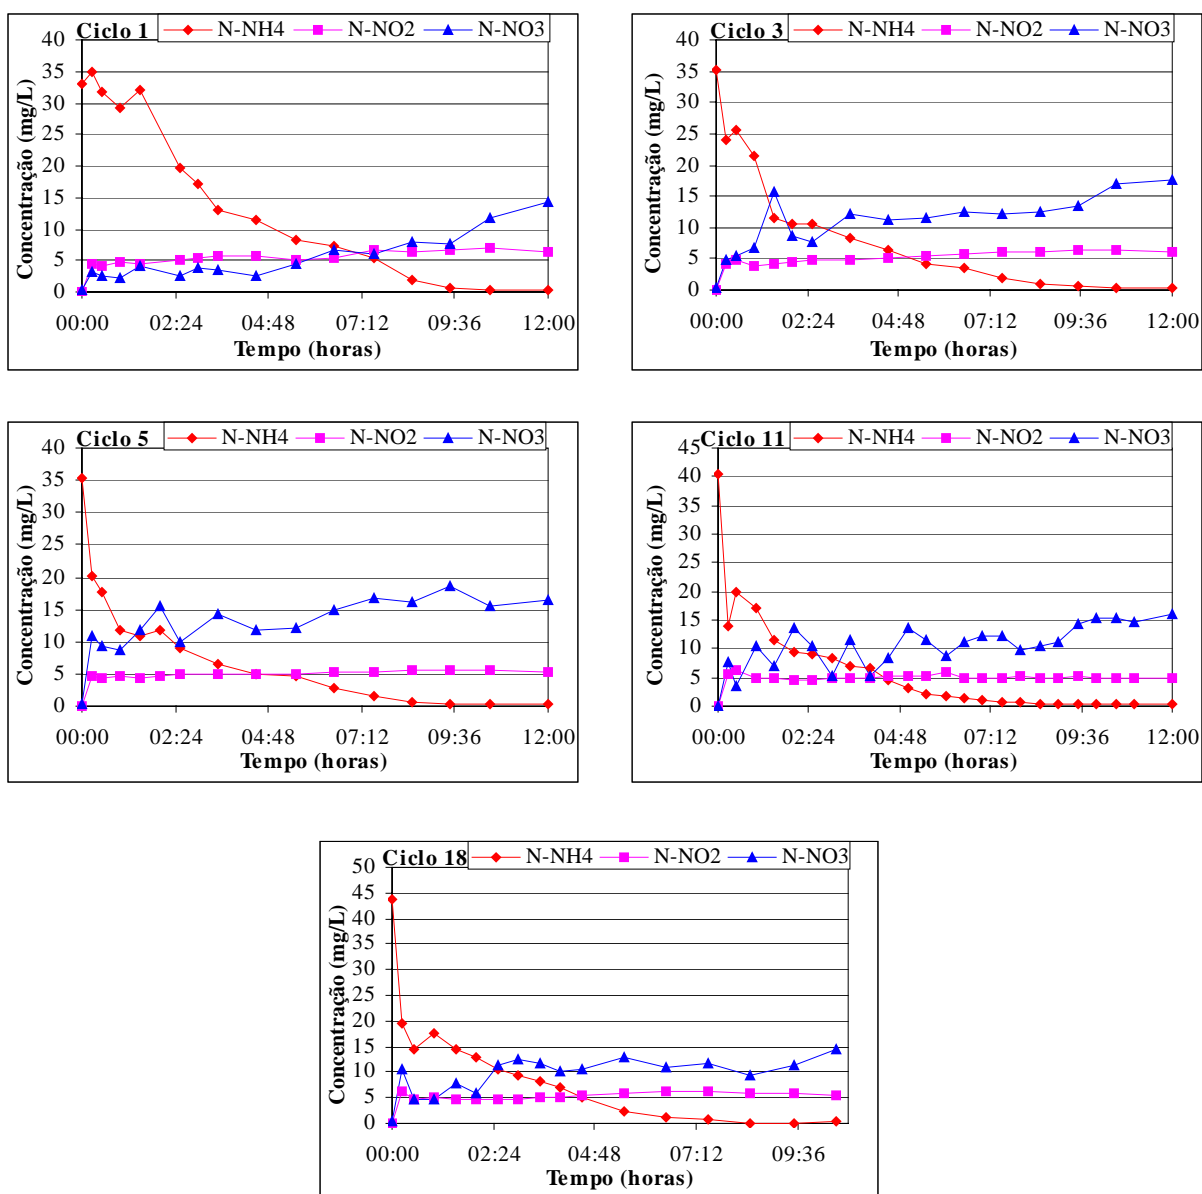 Ciclo 1 N-NH4 N-NO2 N-NO3
40
35
30
25
20
15
10
5
0
Concentração (mg/L)
00:00 02:24 04:48 07:12 09:36 12:00
Tempo (horas)
Ciclo 3 N-NH4 N-NO2 N-NO3
40
35
30
25
20
15
10
5
0
Concentração (mg/L)
00:00 02:24 04:48 07:12 09:36 12:00
Tempo (horas)
Ciclo 5 N-NH4 N-NO2 N-NO3
40
35
30
25
20
15
10
5
0
Concentração (mg/L)
00:00 02:24 04:48 07:12 09:36 12:00
Tempo (horas)
Ciclo 11 N-NH4 N-NO2 N-NO3
45
40
35
30
25
20
15
10
5
0
Concentração (mg/L)
00:00 02:24 04:48 07:12 09:36 12:00
Tempo (horas)
Ciclo 18 N-NH4 N-NO2 N-NO3
50
45
40
35
30
25
20
15
10
5
0
Concentração (mg/L)
00:00 02:24 04:48 07:12 09:36
Tempo (horas)